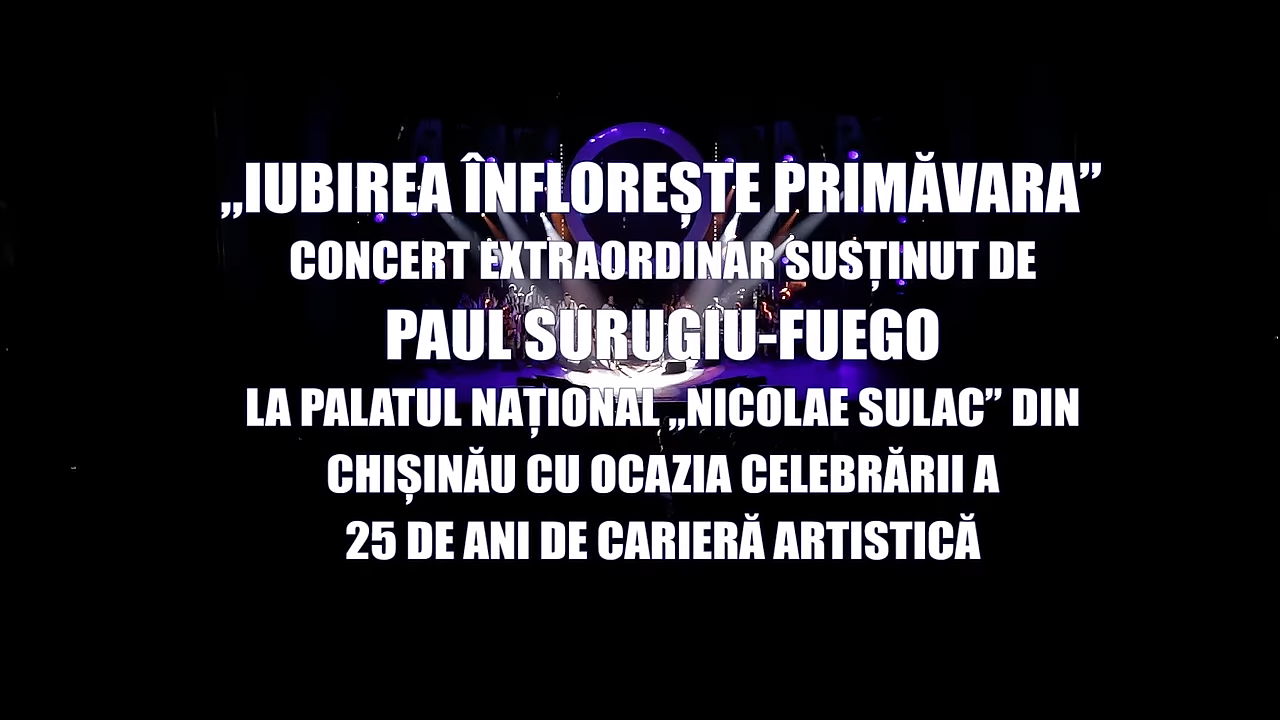 „IUBIREA ÎNFLOREȘTE PRIMĂVARA”
CONCERT EXTRAORDINAR SUSȚINUT DE
PAUL SURUGIU-FUEGO
LA PALATUL NAȚIONAL „NICOLAE SULAC” DIN
CHIȘINĂU CU OCAZIA CELEBRĂRII A
25 DE ANI DE CARIERĂ ARTISTICĂ